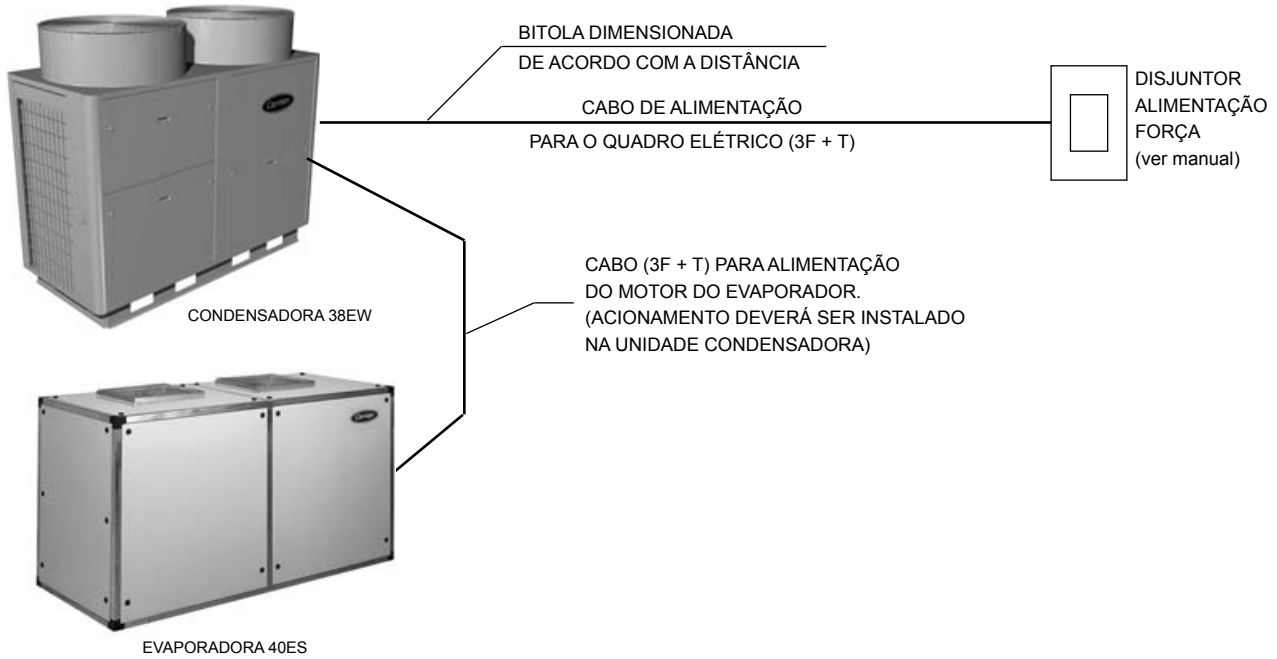 BITOLA DIMENSIONADA
DE ACORDO COM A DISTÂNCIA
CABO DE ALIMENTAÇÃO
PARA O QUADRO ELÉTRICO (3F + T)
DISJUNTOR
ALIMENTAÇÃO
FORÇA
(ver manual)
CONDENSADORA 38EW
CABO (3F + T) PARA ALIMENTAÇÃO
DO MOTOR DO EVAPORADOR.
(ACIONAMENTO DEVERÁ SER INSTALADO
NA UNIDADE CONDENSADORA)
EVAPORADORA 40ES